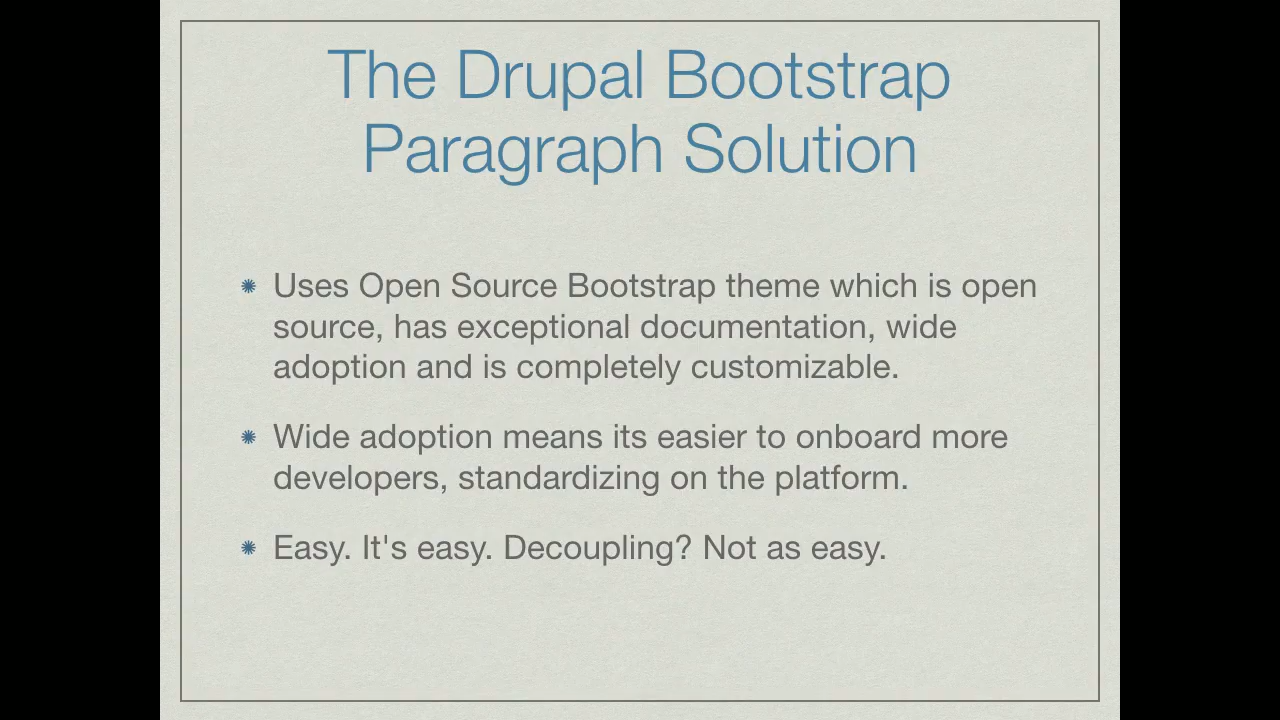 The Drupal Bootstrap
Paragraph Solution
Uses Open Source Bootstrap theme which is open
source, has exceptional documentation, wide
adoption and is completely customizable.
Wide adoption means its easier to onboard more
developers, standardizing on the platform.
Easy. It's easy. Decoupling? Not as easy.